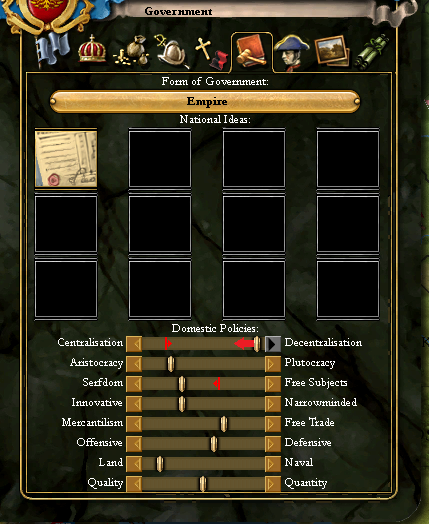 Government
Form of Government:
Empire
National Ideas:
Domestic Policies:
Centralisation Decentralisation
Aristocracy Plutocracy
Serfdom Free Subjects
Innovative Narrowminded
Mercantilism Free Trade
Offensive Defensive
Land Naval
Quality Quantity